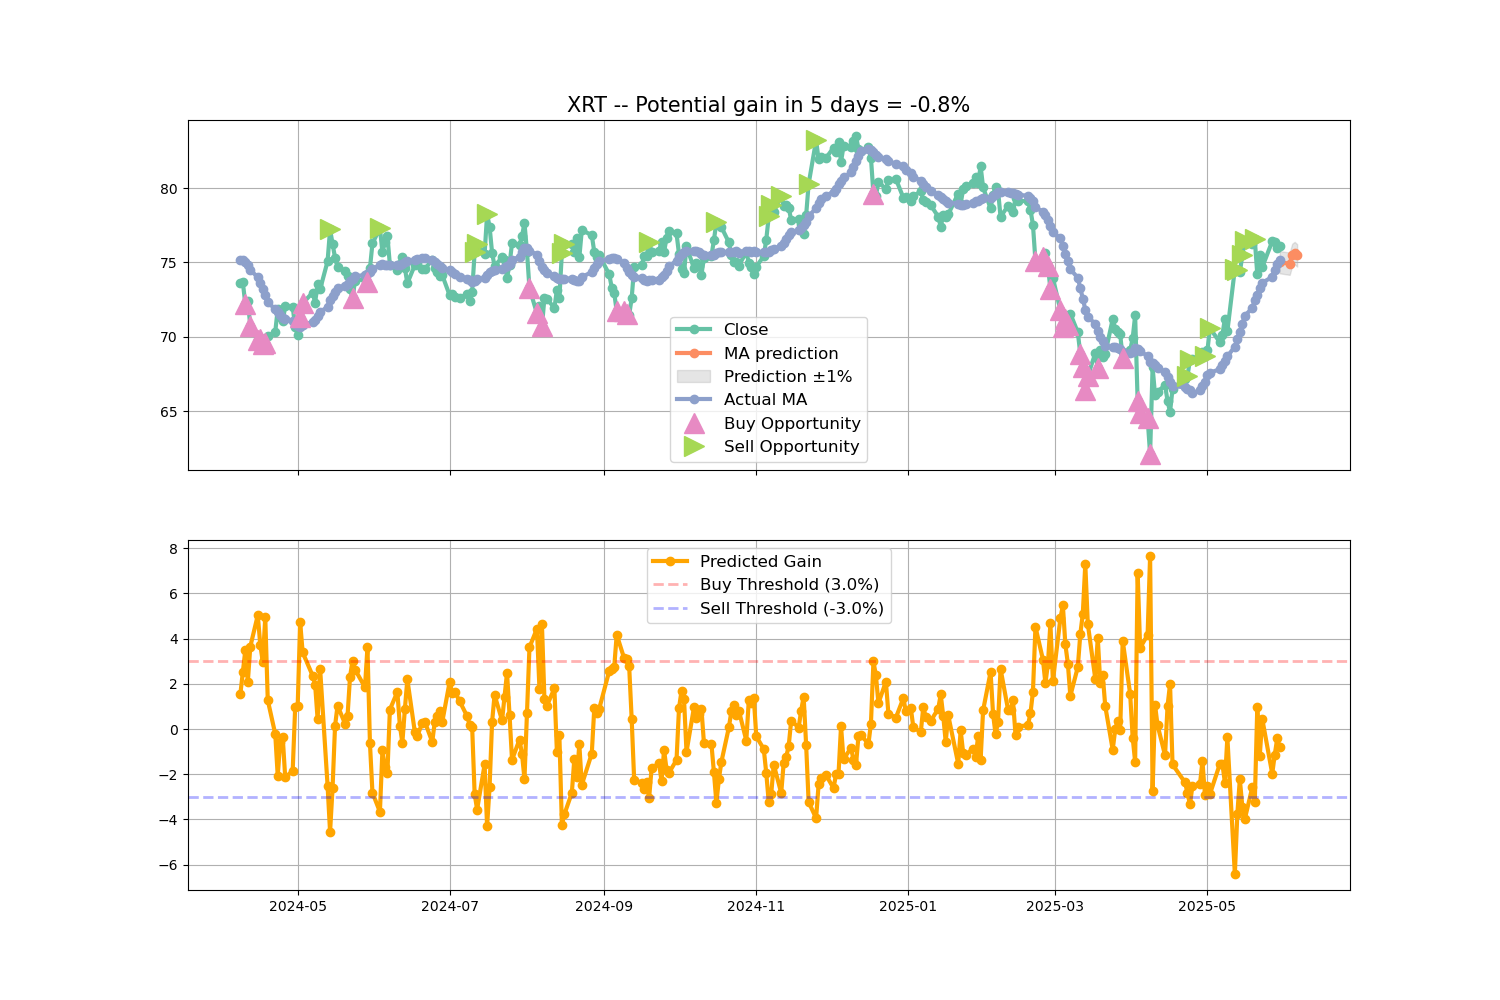 XRT -- Potential gain in 5 days = -0.8%
80
75
70
65
Close
MA prediction
Prediction ±1%
Actual MA
Buy Opportunity
Sell Opportunity
8
6
4
2
0
−2
−4
−6
Predicted Gain
Buy Threshold (3.0%)
Sell Threshold (-3.0%)
2024-05 2024-07 2024-09 2024-11 2025-01 2025-03 2025-05